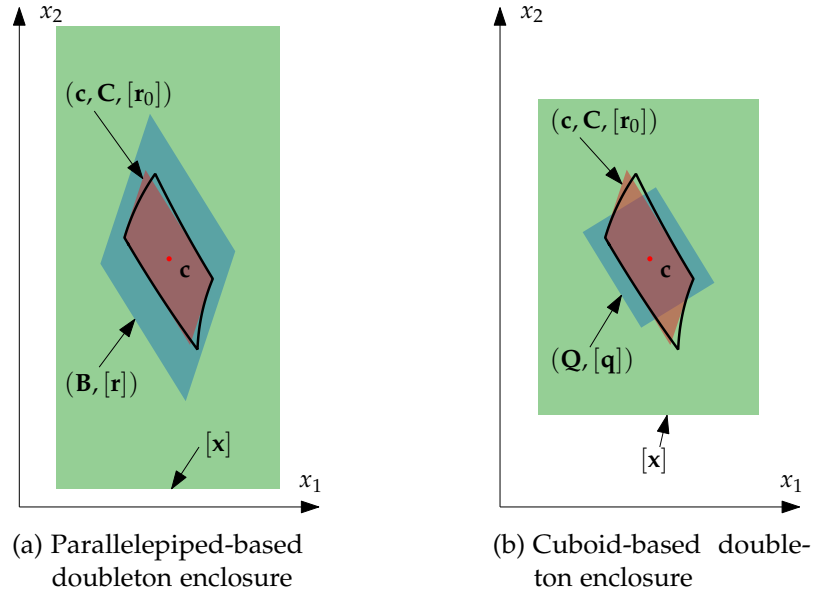 x₂
(c, C, [r₀])
c
(B, [r])
[x]
x₁
(a) Parallelepiped-based
doubleton enclosure
x₂
(c, C, [r₀])
c
(Q, [q])
[x]
x₁
(b) Cuboid-based double-
ton enclosure